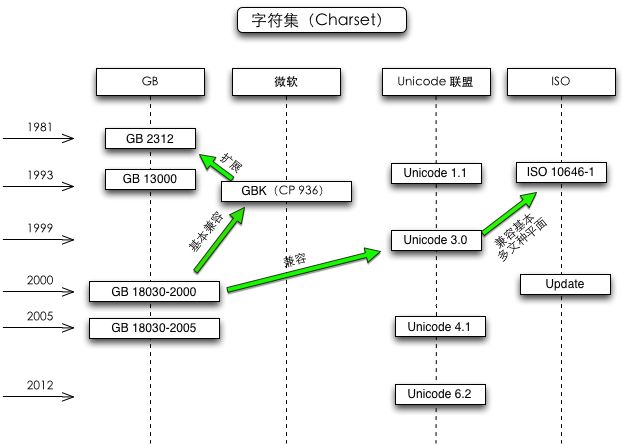 字符集（Charset）
GB
微软
Unicode 联盟
ISO
1981
GB 2312
扩展
1993
GB 13000
GBK（CP 936）
Unicode 1.1
ISO 10646-1
基本兼容
1999
Unicode 3.0
兼容基本
多文种平面
兼容
2000
GB 18030-2000
Update
2005
GB 18030-2005
Unicode 4.1
2012
Unicode 6.2